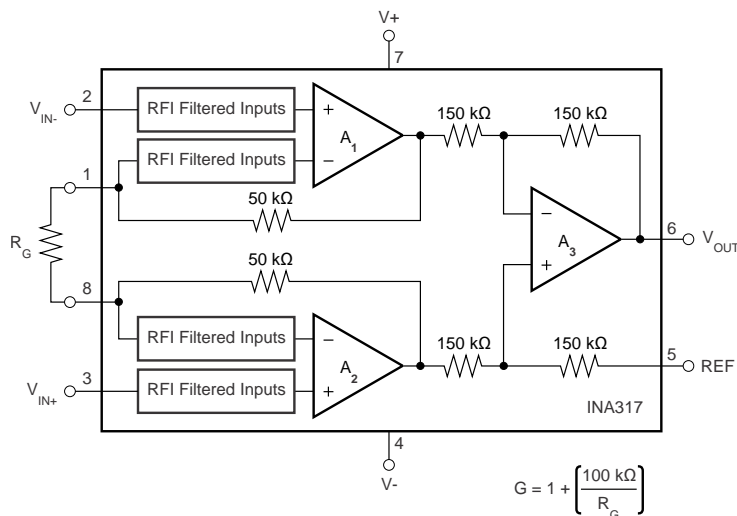 V+
7
2
V_IN-
RFI Filtered Inputs
+
A_1
150 kΩ
150 kΩ
RFI Filtered Inputs
−
1
50 kΩ
R_G
−
A_3
6
V_OUT
+
50 kΩ
8
RFI Filtered Inputs
−
A_2
150 kΩ
150 kΩ
5
REF
3
V_IN+
RFI Filtered Inputs
+
INA317
4
V-
G = 1 + [100 kΩ / R_G]